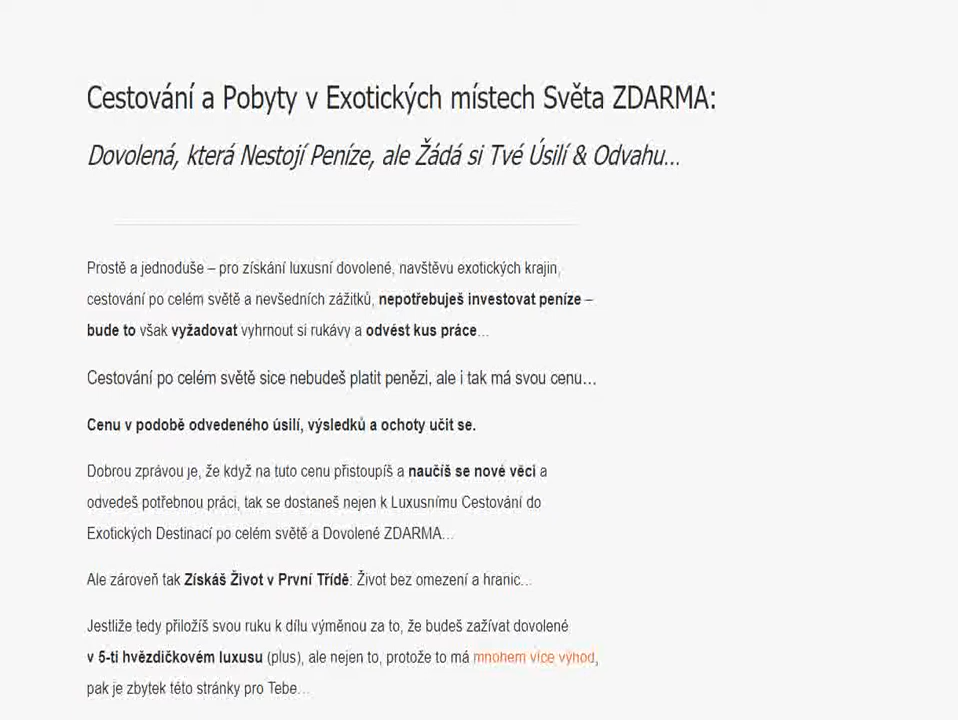 Cestování a Pobyty v Exotických místech Světa ZDARMA:
Dovolená, která Nestojí Peníze, ale Žádá si Tvé Úsilí & Odvahu...
Prostě a jednoduše – pro získání luxusní dovolené, navštěvu exotických krajin,
cestování po celém světě a nevšedních zážitků, nepotřebuješ investovat peníze –
bude to však vyžadovat vyhrnout si rukávy a odvést kus práce...
Cestování po celém světě sice nebudeš platit penězi, ale i tak má svou cenu...
Cenu v podobě odvedeného úsilí, výsledků a ochoty učit se.
Dobrou zprávou je, že když na tuto cenu přistoupíš a naučíš se nové věci a
odvedeš potřebnou práci, tak se dostaneš nejen k Luxusnímu Cestování do
Exotických Destinací po celém světě a Dovolené ZDARMA...
Ale zároveň tak Získáš Život v První Třídě: Život bez omezení a hranic...
Jestliže tedy přiložíš svou ruku k dílu výměnou za to, že budeš zažívat dovolené
v 5-ti hvězdičkovém luxusu (plus), ale nejen to, protože to má mnohem více výhod,
pak je zbytek této stránky pro Tebe...